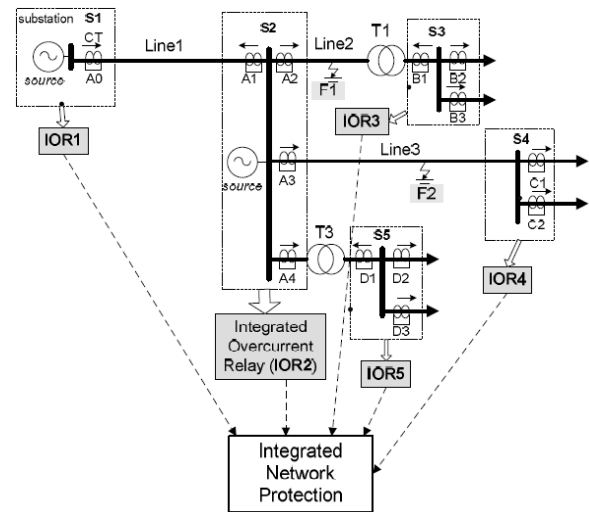 substation S1
CT
source
A0
Line1
S2
A1
A2
Line2
F1
T1
S3
B1
B2
B3
IOR1
IOR3
source
A3
Line3
F2
S4
C1
C2
T3
A4
S5
D1
D2
D3
IOR4
Integrated
Overcurrent
Relay (IOR2)
IOR5
Integrated
Network
Protection